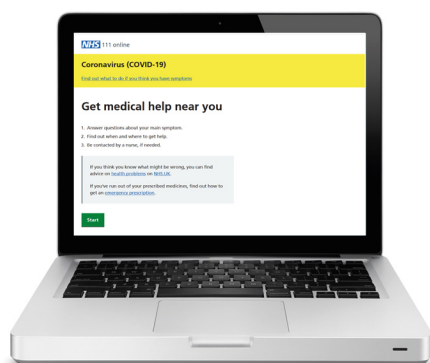 NHS 111 online
Coronavirus (COVID-19)
Find out what to do if you think you have symptoms
Get medical help near you
1. Answer questions about your main symptom.
2. Find out when and where to get help.
3. Be contacted by a nurse, if needed.
If you think you know what might be wrong, you can find
advice on health problems on NHS.UK.
If you've run out of your prescribed medicines, find out how to
get an emergency prescription.
Start